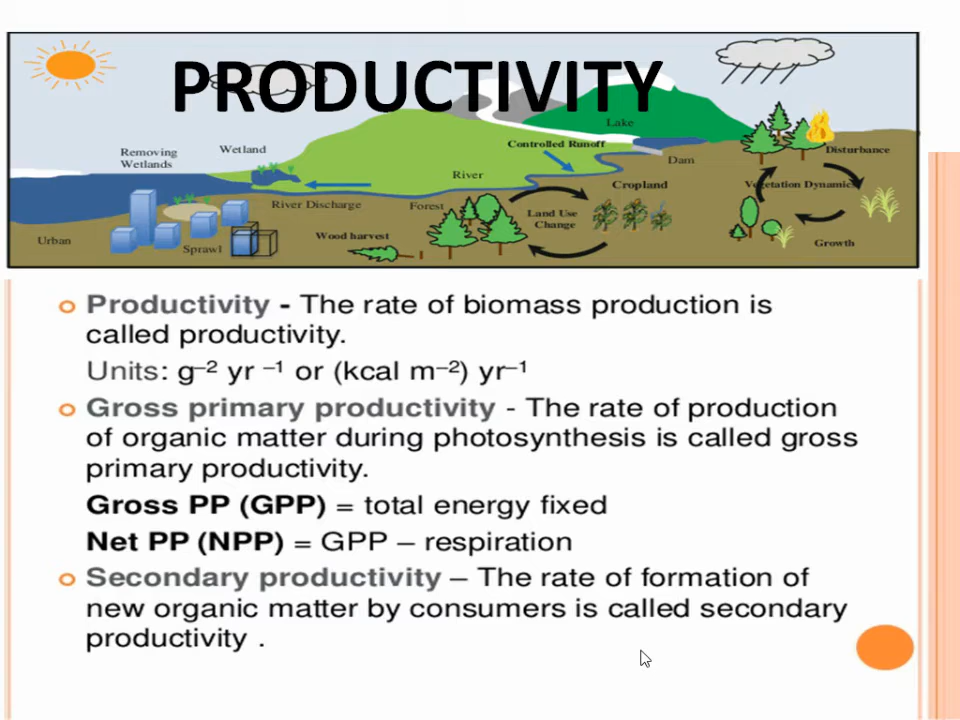 PRODUCTIVITY
Lake
Removing
Wetlands
Wetland
Controlled Runoff
Disturbance
Dam
River
Cropland
Vegetation Dynamics
River Discharge
Forest
Land Use
Change
Urban
Sprawl
Wood harvest
Growth
Productivity - The rate of biomass production is
called productivity.
Units: g⁻² yr ⁻¹ or (kcal m⁻²) yr⁻¹
Gross primary productivity - The rate of production
of organic matter during photosynthesis is called gross
primary productivity.
Gross PP (GPP) = total energy fixed
Net PP (NPP) = GPP – respiration
Secondary productivity – The rate of formation of
new organic matter by consumers is called secondary
productivity .